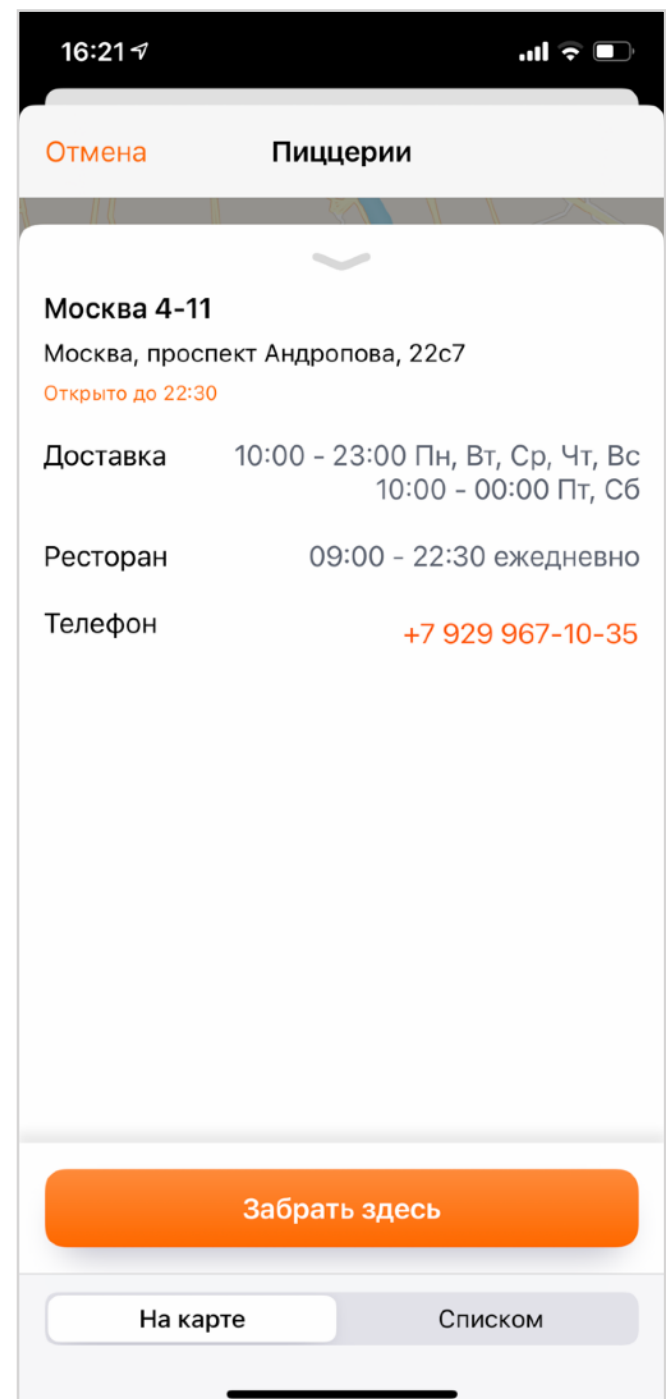 16:21
Отмена
Пиццерии
Москва 4-11
Москва, проспект Андропова, 22с7
Открыто до 22:30
Доставка
10:00 - 23:00 Пн, Вт, Ср, Чт, Вс
10:00 - 00:00 Пт, Сб
Ресторан
09:00 - 22:30 ежедневно
Телефон
+7 929 967-10-35
Забрать здесь
На карте
Списком